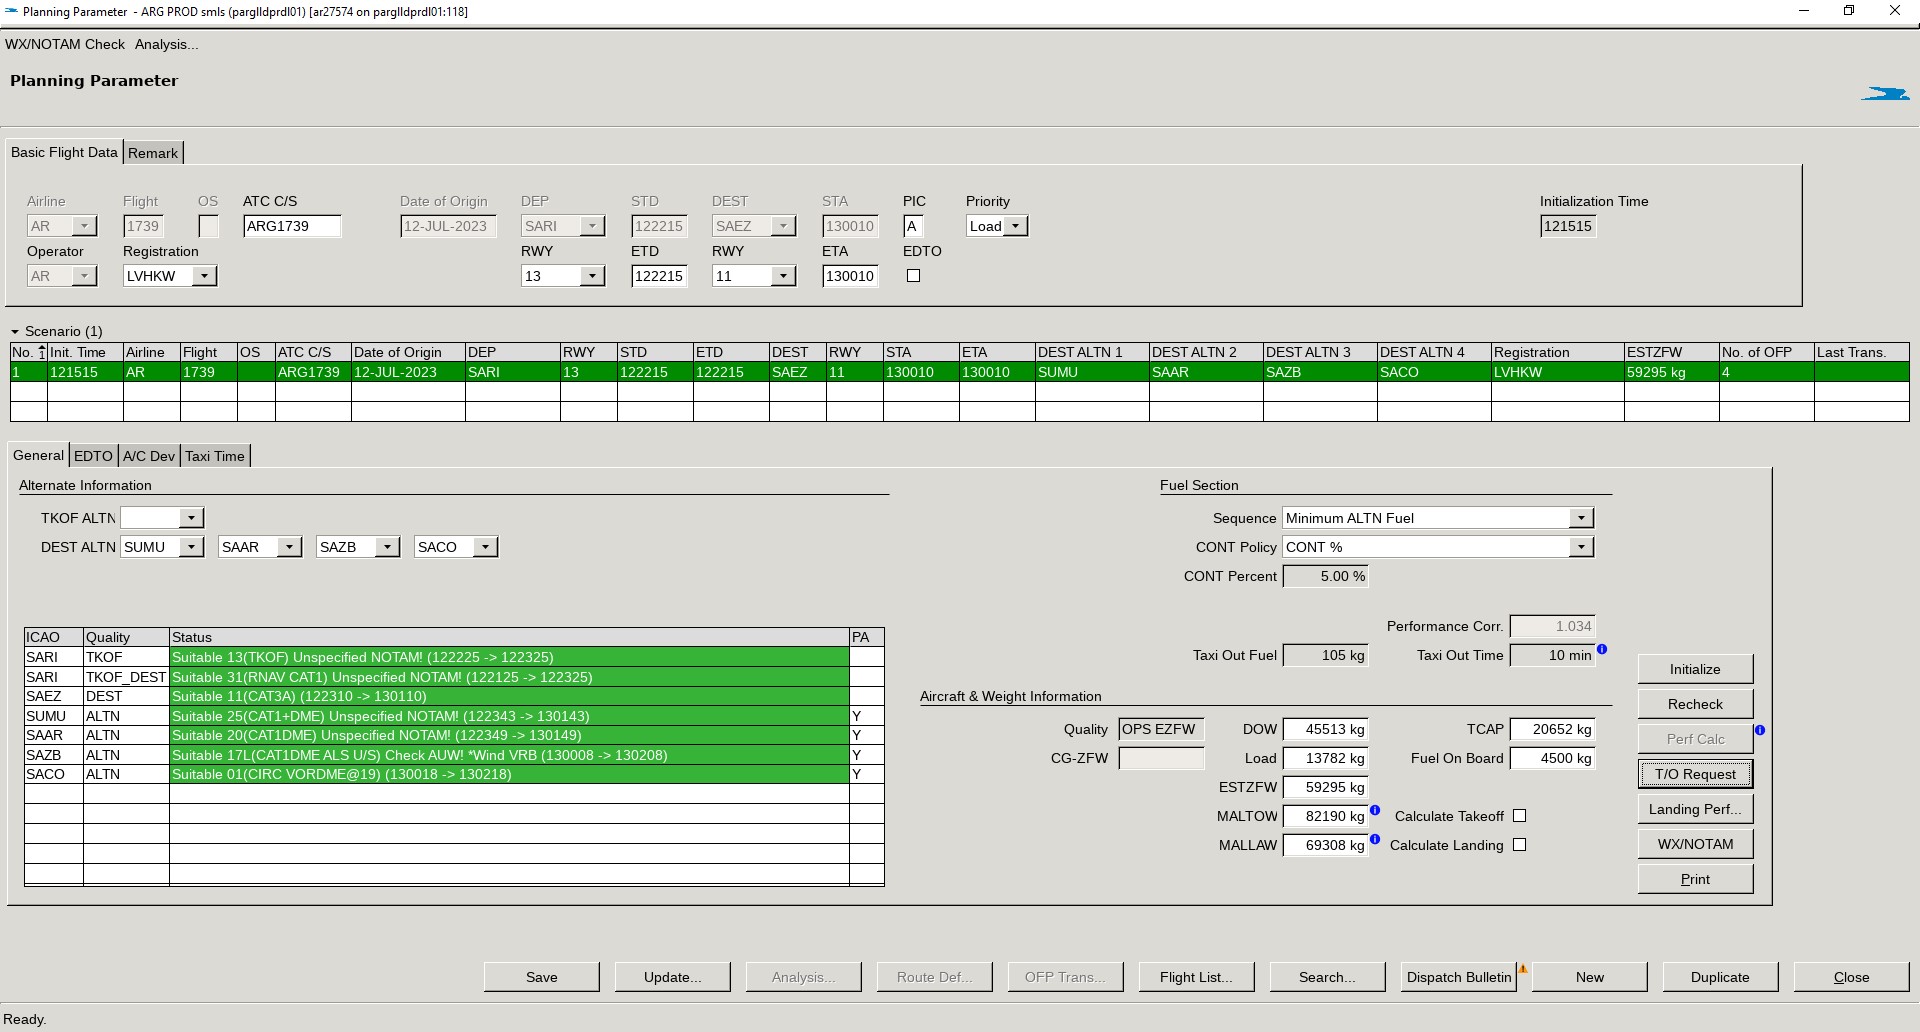 Planning Parameter - ARG PROD smls (parglldprdl01) [ar27574 on parglldprdl01:118]
WX/NOTAM Check Analysis...
Planning Parameter
Basic Flight Data Remark
Airline Flight OS ATC C/S Date of Origin DEP STD DEST STA PIC Priority Initialization Time
AR 1739 ARG1739 12-JUL-2023 SARI 122215 SAEZ 130010 A Load 121515
Operator Registration RWY ETD RWY ETA EDTO
AR LVHKW 13 122215 11 130010
Scenario (1)
No. 1 Init. Time Airline Flight OS ATC C/S Date of Origin DEP RWY STD ETD DEST RWY STA ETA DEST ALTN 1 DEST ALTN 2 DEST ALTN 3 DEST ALTN 4 Registration ESTZFW No. of OFP Last Trans.
1 121515 AR 1739 ARG1739 12-JUL-2023 SARI 13 122215 122215 SAEZ 11 130010 130010 SUMU SAAR SAZB SACO LVHKW 59295 kg 4
General EDTO A/C Dev Taxi Time
Alternate Information
TKOF ALTN
DEST ALTN SUMU SAAR SAZB SACO
ICAO Quality Status PA
SARI TKOF Suitable 13(TKOF) Unspecified NOTAM! (122225 -> 122325)
SARI TKOF_DEST Suitable 31(RNAV CAT1) Unspecified NOTAM! (122125 -> 122325)
SAEZ DEST Suitable 11(CAT3A) (122310 -> 130110)
SUMU ALTN Suitable 25(CAT1+DME) Unspecified NOTAM! (122343 -> 130143) Y
SAAR ALTN Suitable 20(CAT1DME) Unspecified NOTAM! (122349 -> 130149) Y
SAZB ALTN Suitable 17L(CAT1DME ALS U/S) Check AUW! *Wind VRB (130008 -> 130208) Y
SACO ALTN Suitable 01(CIRC VORDME@19) (130018 -> 130218) Y
Fuel Section
Sequence Minimum ALTN Fuel
CONT Policy CONT %
CONT Percent 5.00 %
Performance Corr. 1.034
Taxi Out Fuel 105 kg Taxi Out Time 10 min
Aircraft & Weight Information
Quality OPS EZFW DOW 45513 kg TCAP 20652 kg
CG-ZFW Load 13782 kg Fuel On Board 4500 kg
ESTZFW 59295 kg
MALTOW 82190 kg Calculate Takeoff
MALLAW 69308 kg Calculate Landing
Initialize
Recheck
Perf Calc
T/O Request
Landing Perf...
WX/NOTAM
Print
Save Update... Analysis... Route Def... OFP Trans... Flight List... Search... Dispatch Bulletin New Duplicate Close
Ready.